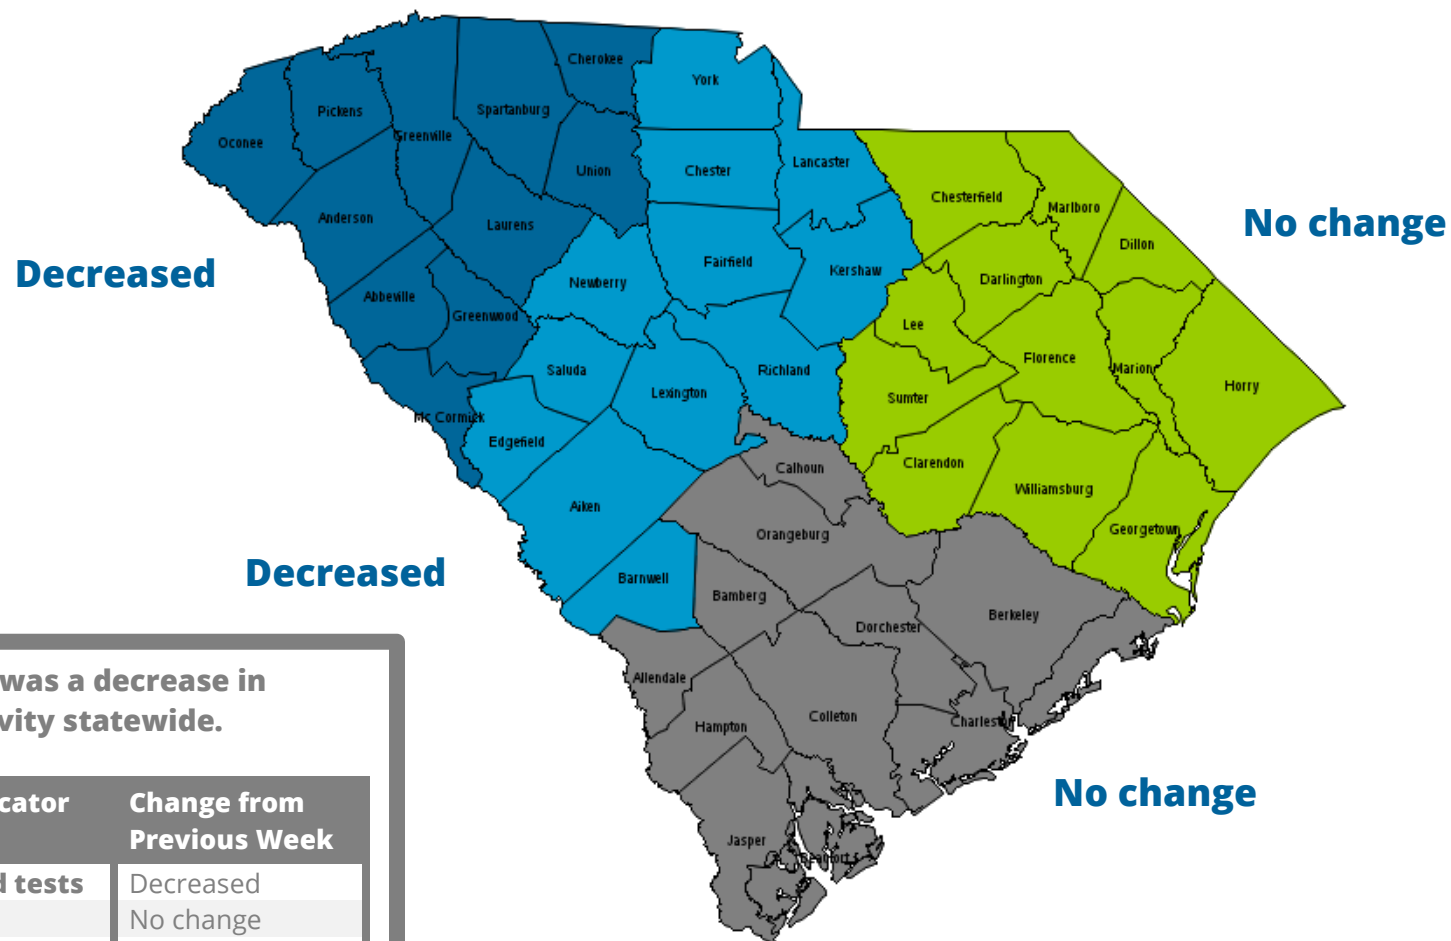 Cherokee
York
Pickens
Spartanburg
Greenville
Oconee
Union
Chester
Lancaster
Chesterfield
Marlboro
Anderson
Laurens
Dillon
No change
Decreased
Fairfield
Kershaw
Newberry
Darlington
Abbeville
Greenwood
Lee
Florence
Saluda
Richland
Marion
Horry
Lexington
Sumter
Mc Cormick
Edgefield
Calhoun
Clarendon
Williamsburg
Aiken
Orangeburg
Georgetown
Decreased
Barnwell
Bamberg
Berkeley
Dorchester
Allendale
Hampton
Colleton
Charleston
No change
Jasper
Beaufort
was a decrease in
vity statewide.
cator
Change from
Previous Week
d tests
Decreased
No change